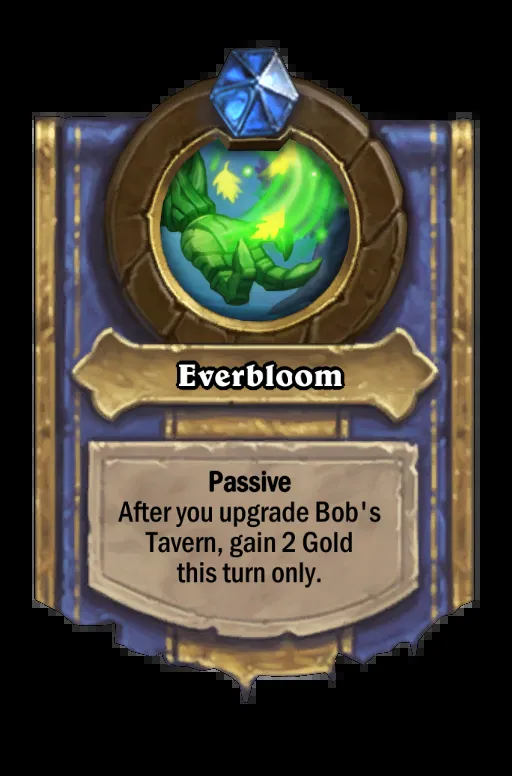 Everbloom
Passive
After you upgrade Bob's
Tavern, gain 2 Gold
this turn only.